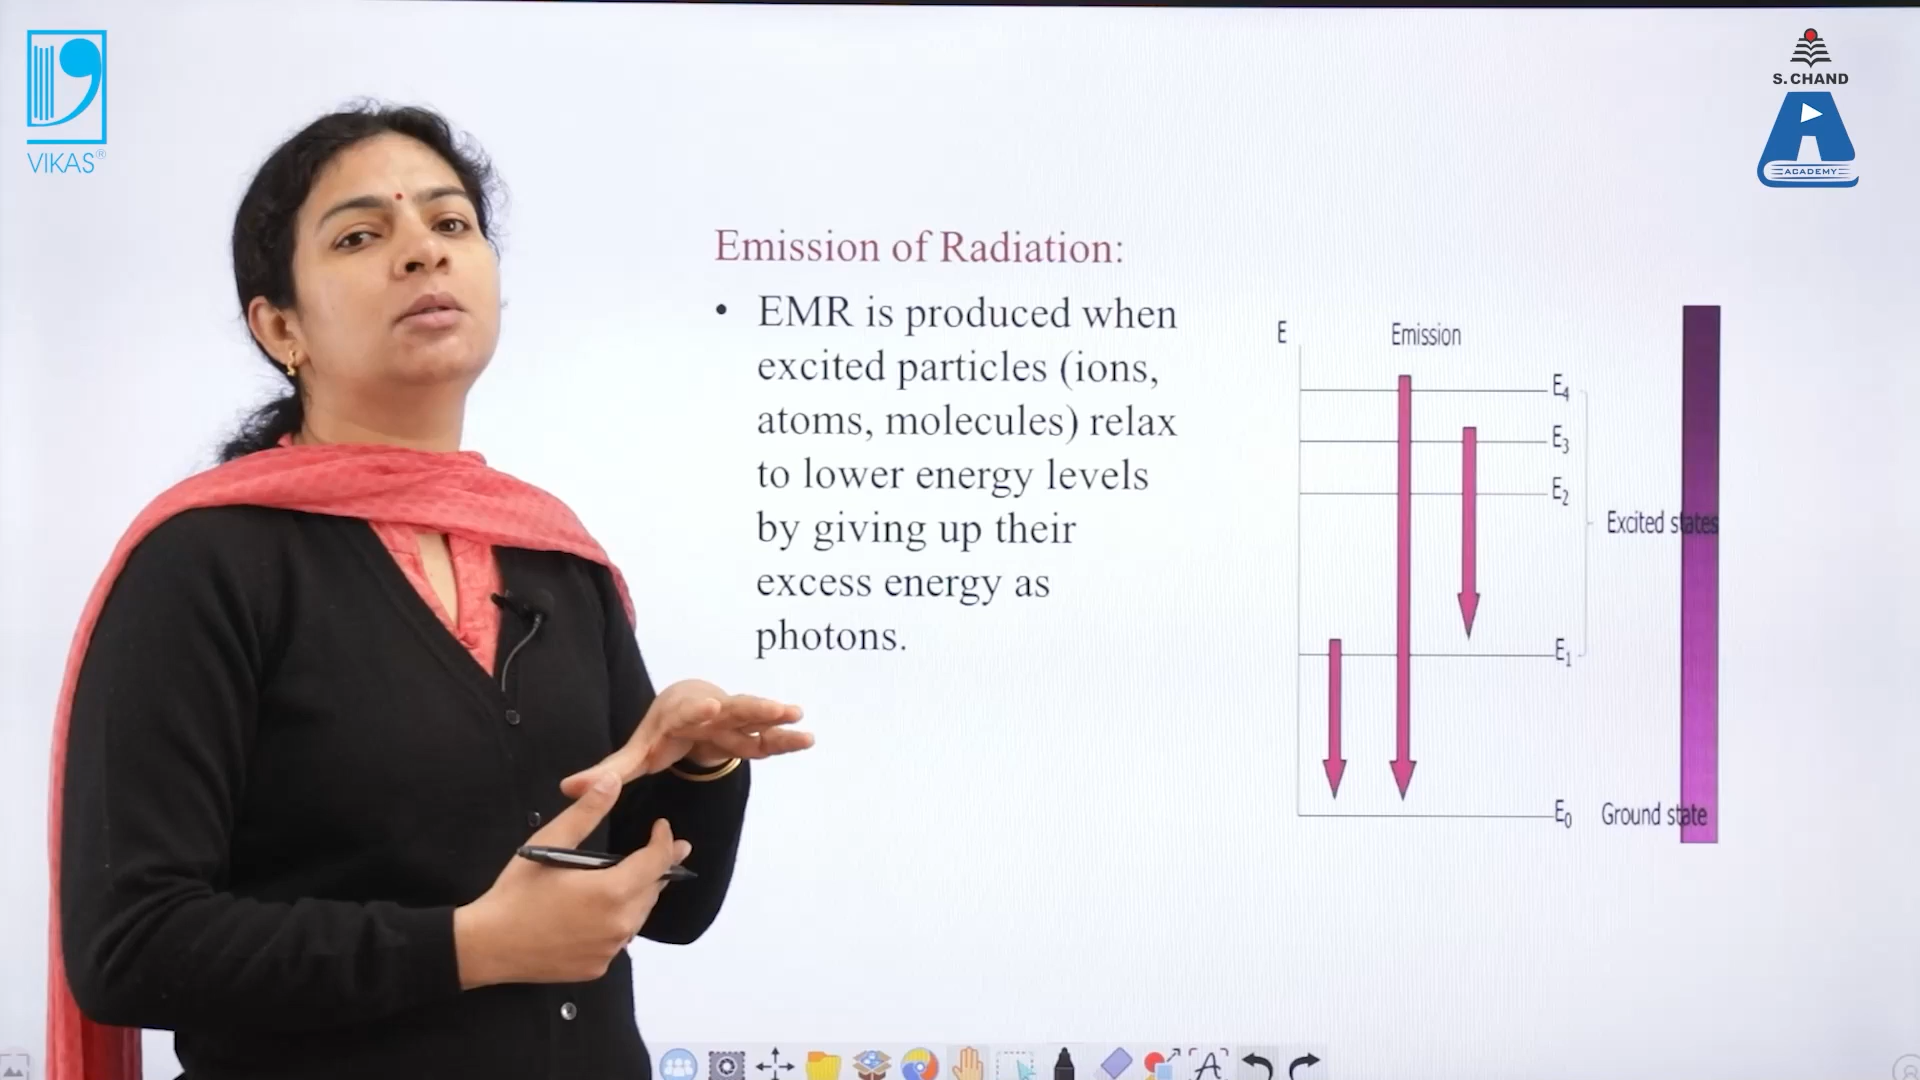 VIKAS®
S. CHAND
ACADEMY
Emission of Radiation:
• EMR is produced when
excited particles (ions,
atoms, molecules) relax
to lower energy levels
by giving up their
excess energy as
photons.
E
Emission
E4
E3
E2
Excited states
E1
E0
Ground state